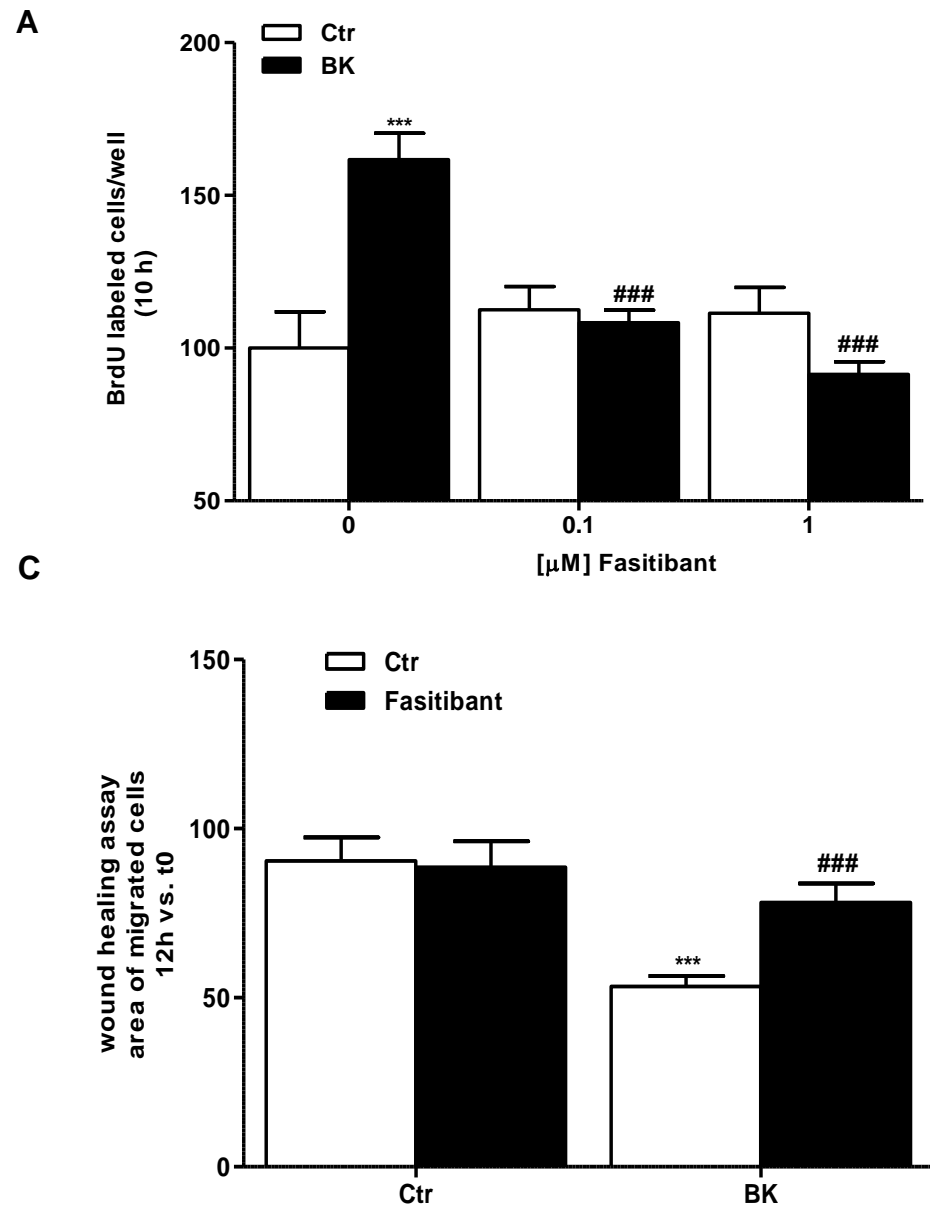 A
Ctr
BK
200
150
100
50
BrdU labeled cells/well
(10 h)
***
###
###
0
0.1
1
[μM] Fasitibant
C
Ctr
Fasitibant
150
100
50
0
wound healing assay
area of migrated cells
12h vs. t0
***
###
Ctr
BK